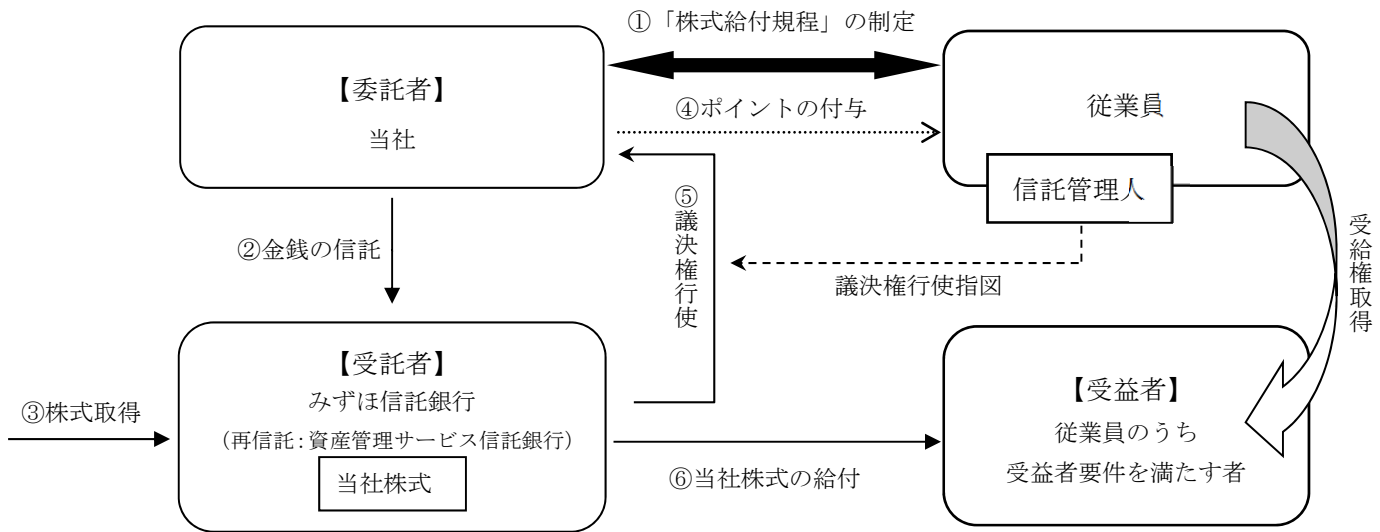 ①「株式給付規程」の制定
【委託者】
当社
④ポイントの付与
従業員
信託管理人
②金銭の信託
⑤議決権行使
議決権行使指図
受給権取得
③株式取得
【受託者】
みずほ信託銀行
（再信託：資産管理サービス信託銀行）
当社株式
⑥当社株式の給付
【受益者】
従業員のうち
受益者要件を満たす者